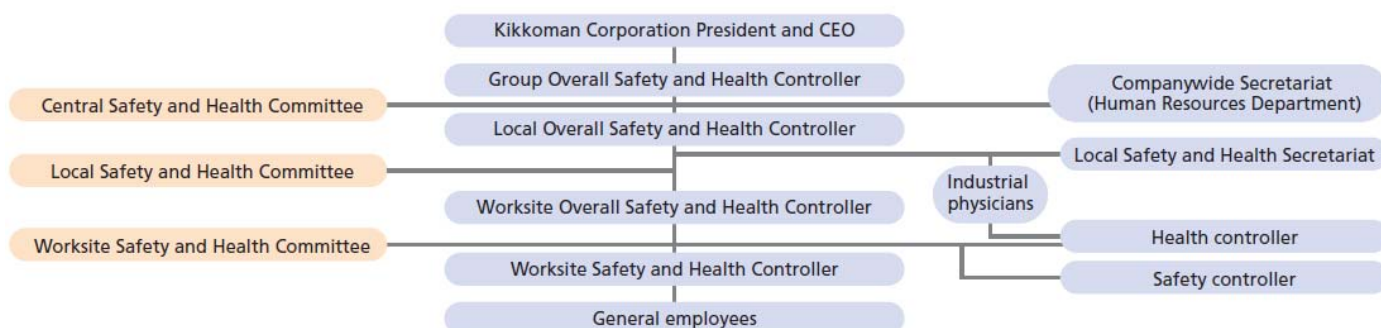 Kikkoman Corporation President and CEO
Group Overall Safety and Health Controller
Central Safety and Health Committee
Companywide Secretariat
(Human Resources Department)
Local Overall Safety and Health Controller
Local Safety and Health Secretariat
Local Safety and Health Committee
Industrial
physicians
Worksite Overall Safety and Health Controller
Worksite Safety and Health Committee
Health controller
Worksite Safety and Health Controller
Safety controller
General employees